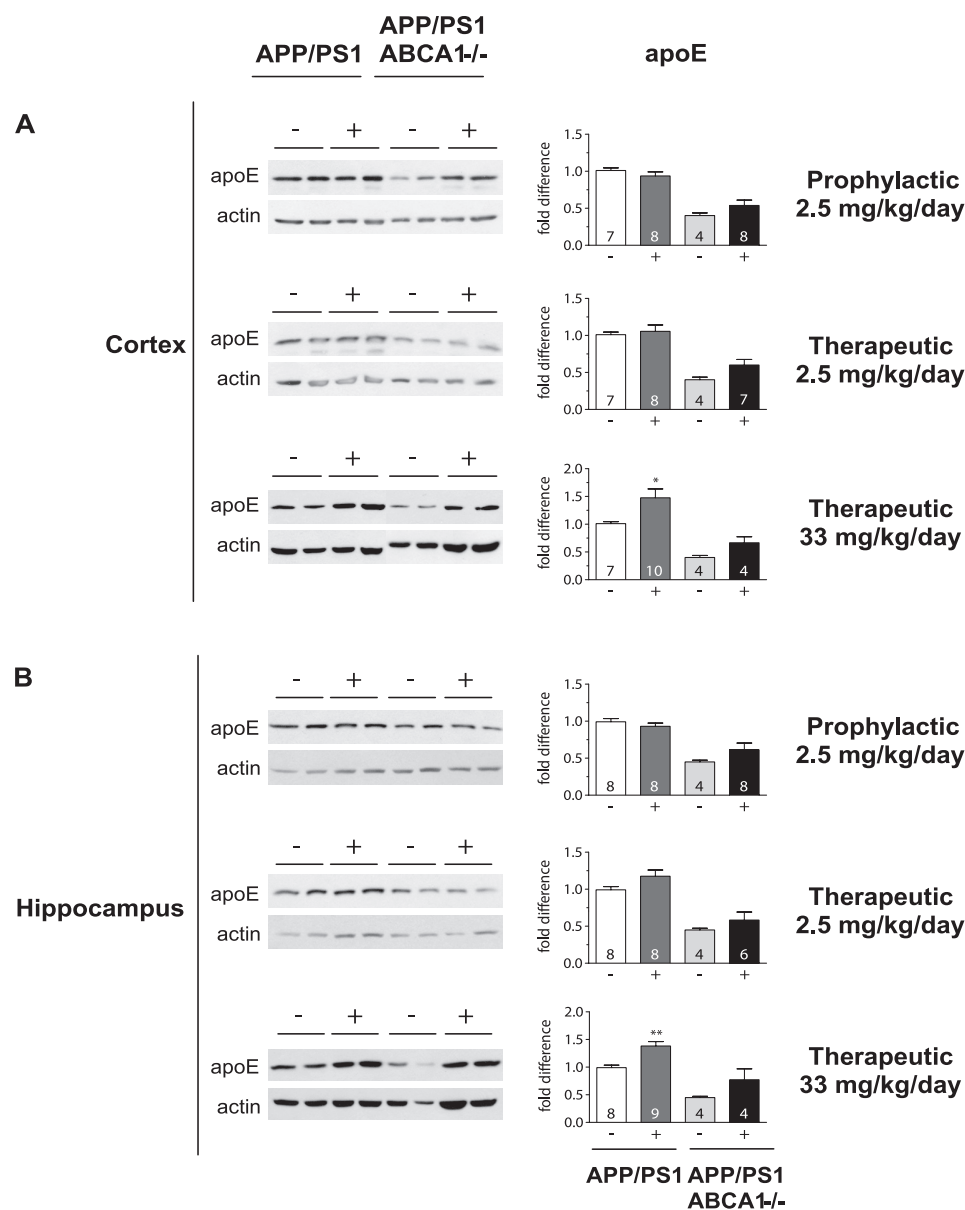 APP/PS1
APP/PS1
ABCA1-/-
apoE
A
Cortex
- + - +
apoE
actin
fold difference
1.5
1.0
0.5
0.0
7 8 4 8
- + - +
Prophylactic
2.5 mg/kg/day
- + - +
apoE
actin
fold difference
1.5
1.0
0.5
0.0
7 8 4 7
- + - +
Therapeutic
2.5 mg/kg/day
- + - +
apoE
actin
fold difference
2.0
1.5
1.0
0.5
0.0
*
7 10 4 4
- + - +
Therapeutic
33 mg/kg/day
B
Hippocampus
- + - +
apoE
actin
fold difference
1.5
1.0
0.5
0.0
8 8 4 8
- + - +
Prophylactic
2.5 mg/kg/day
- + - +
apoE
actin
fold difference
1.5
1.0
0.5
0.0
8 8 4 6
- + - +
Therapeutic
2.5 mg/kg/day
- + - +
apoE
actin
fold difference
2.0
1.5
1.0
0.5
0.0
**
8 9 4 4
- + - +
Therapeutic
33 mg/kg/day
APP/PS1
APP/PS1
ABCA1-/-